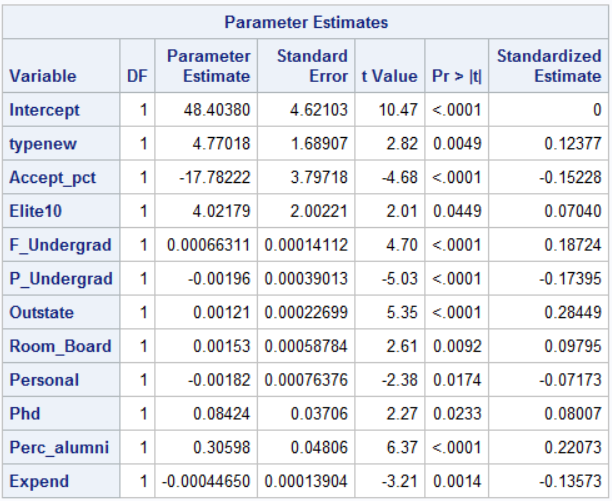 Parameter Estimates
Variable DF Parameter Estimate Standard Error t Value Pr > |t| Standardized Estimate
Intercept 1 48.40380 4.62103 10.47 <.0001 0
typenew 1 4.77018 1.68907 2.82 0.0049 0.12377
Accept_pct 1 -17.78222 3.79718 -4.68 <.0001 -0.15228
Elite10 1 4.02179 2.00221 2.01 0.0449 0.07040
F_Undergrad 1 0.00066311 0.00014112 4.70 <.0001 0.18724
P_Undergrad 1 -0.00196 0.00039013 -5.03 <.0001 -0.17395
Outstate 1 0.00121 0.00022699 5.35 <.0001 0.28449
Room_Board 1 0.00153 0.00058784 2.61 0.0092 0.09795
Personal 1 -0.00182 0.00076376 -2.38 0.0174 -0.07173
Phd 1 0.08424 0.03706 2.27 0.0233 0.08007
Perc_alumni 1 0.30598 0.04806 6.37 <.0001 0.22073
Expend 1 -0.00044650 0.00013904 -3.21 0.0014 -0.13573